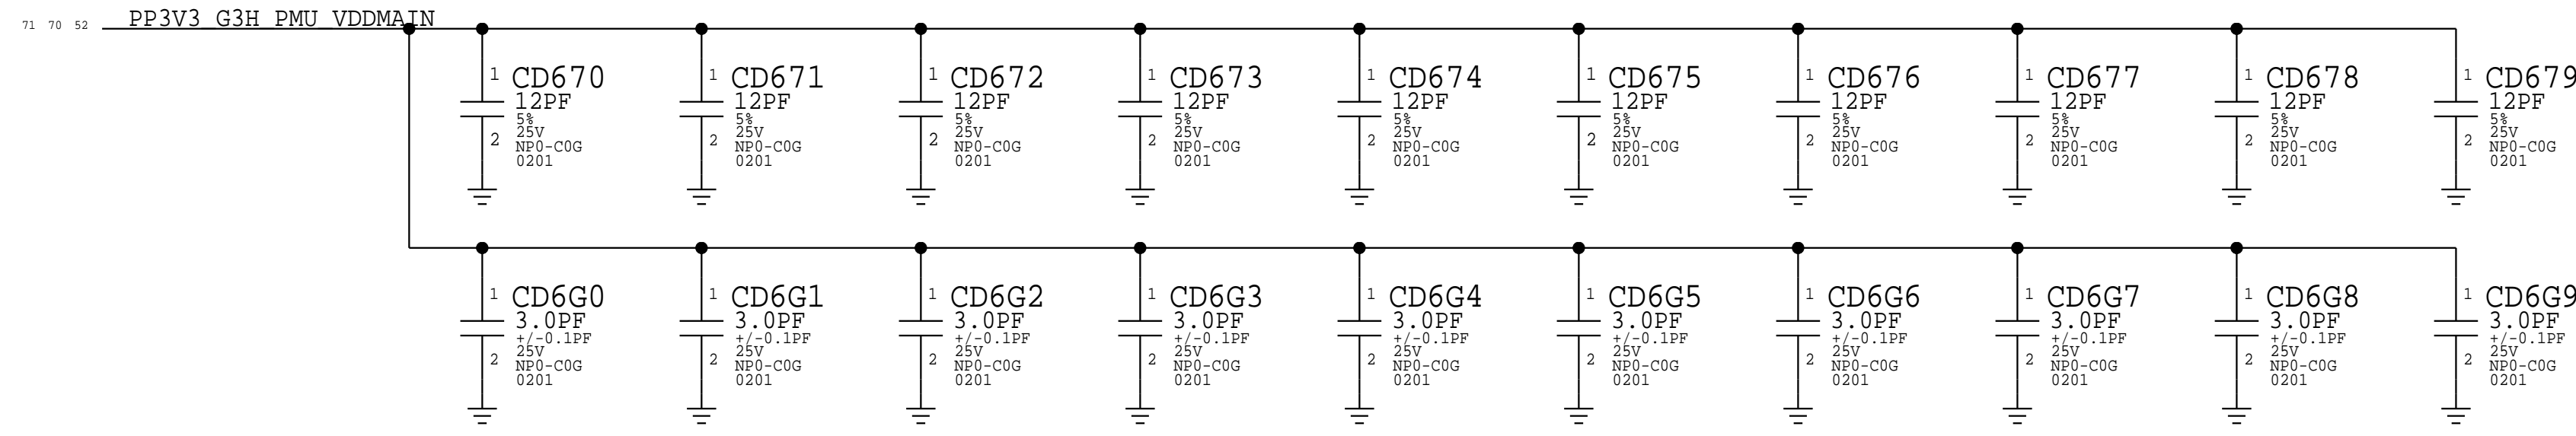 PP3V3 G3H PMU VDDMAIN
71 70 52
1 CD670 1 CD671 1 CD672 1 CD673 1 CD674 1 CD675 1 CD676 1 CD677 1 CD678 1 CD679
12PF 12PF 12PF 12PF 12PF 12PF 12PF 12PF 12PF 12PF
5% 5% 5% 5% 5% 5% 5% 5% 5% 5%
25V 25V 25V 25V 25V 25V 25V 25V 25V 25V
2 NP0-C0G 2 NP0-C0G 2 NP0-C0G 2 NP0-C0G 2 NP0-C0G 2 NP0-C0G 2 NP0-C0G 2 NP0-C0G 2 NP0-C0G 2 NP0-C0G
0201 0201 0201 0201 0201 0201 0201 0201 0201 0201
1 CD6G0 1 CD6G1 1 CD6G2 1 CD6G3 1 CD6G4 1 CD6G5 1 CD6G6 1 CD6G7 1 CD6G8 1 CD6G9
3.0PF 3.0PF 3.0PF 3.0PF 3.0PF 3.0PF 3.0PF 3.0PF 3.0PF 3.0PF
+/-0.1PF +/-0.1PF +/-0.1PF +/-0.1PF +/-0.1PF +/-0.1PF +/-0.1PF +/-0.1PF +/-0.1PF +/-0.1PF
25V 25V 25V 25V 25V 25V 25V 25V 25V 25V
2 NP0-C0G 2 NP0-C0G 2 NP0-C0G 2 NP0-C0G 2 NP0-C0G 2 NP0-C0G 2 NP0-C0G 2 NP0-C0G 2 NP0-C0G 2 NP0-C0G
0201 0201 0201 0201 0201 0201 0201 0201 0201 0201